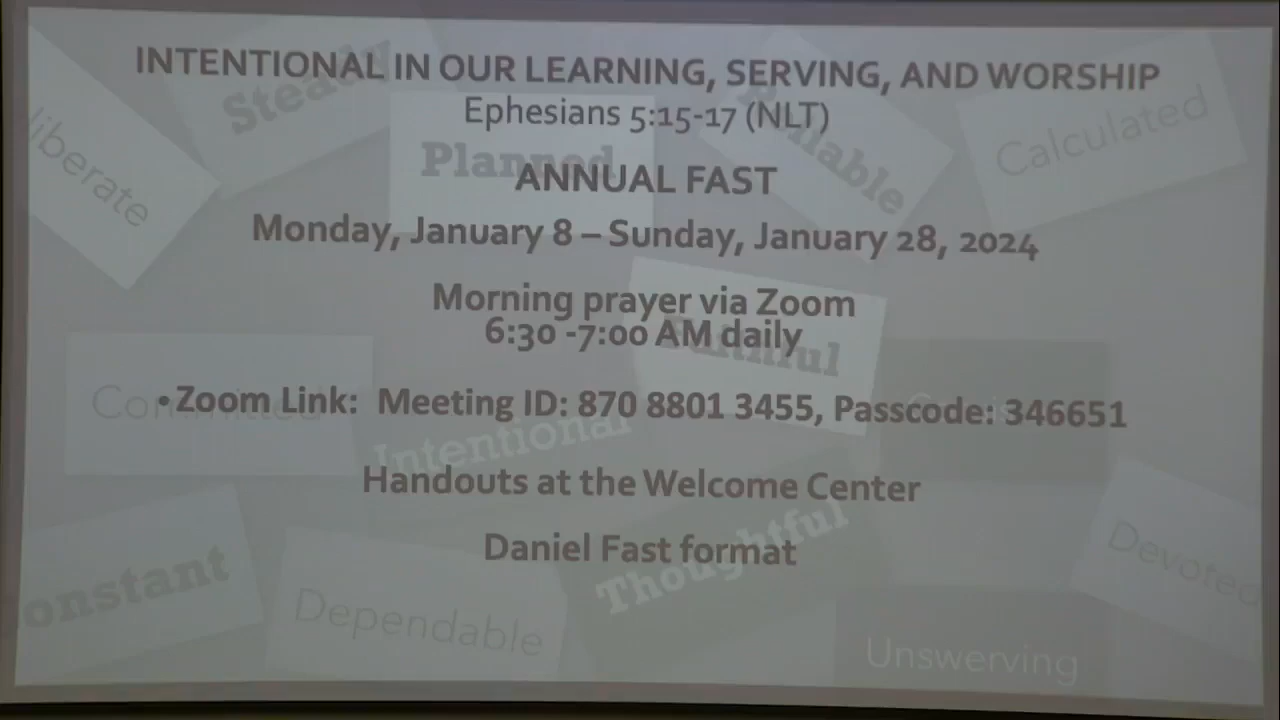 INTENTIONAL IN OUR LEARNING, SERVING, AND WORSHIP
Ephesians 5:15-17 (NLT)
ANNUAL FAST
Monday, January 8 – Sunday, January 28, 2024
Morning prayer via Zoom
6:30 -7:00 AM daily
•Zoom Link: Meeting ID: 870 8801 3455, Passcode: 346651
Handouts at the Welcome Center
Daniel Fast format
liberate
Steady
Planned
Calculated
Faithful
Committed
Intentional
onstant
Dependable
Thoughtful
Devoted
Unswerving